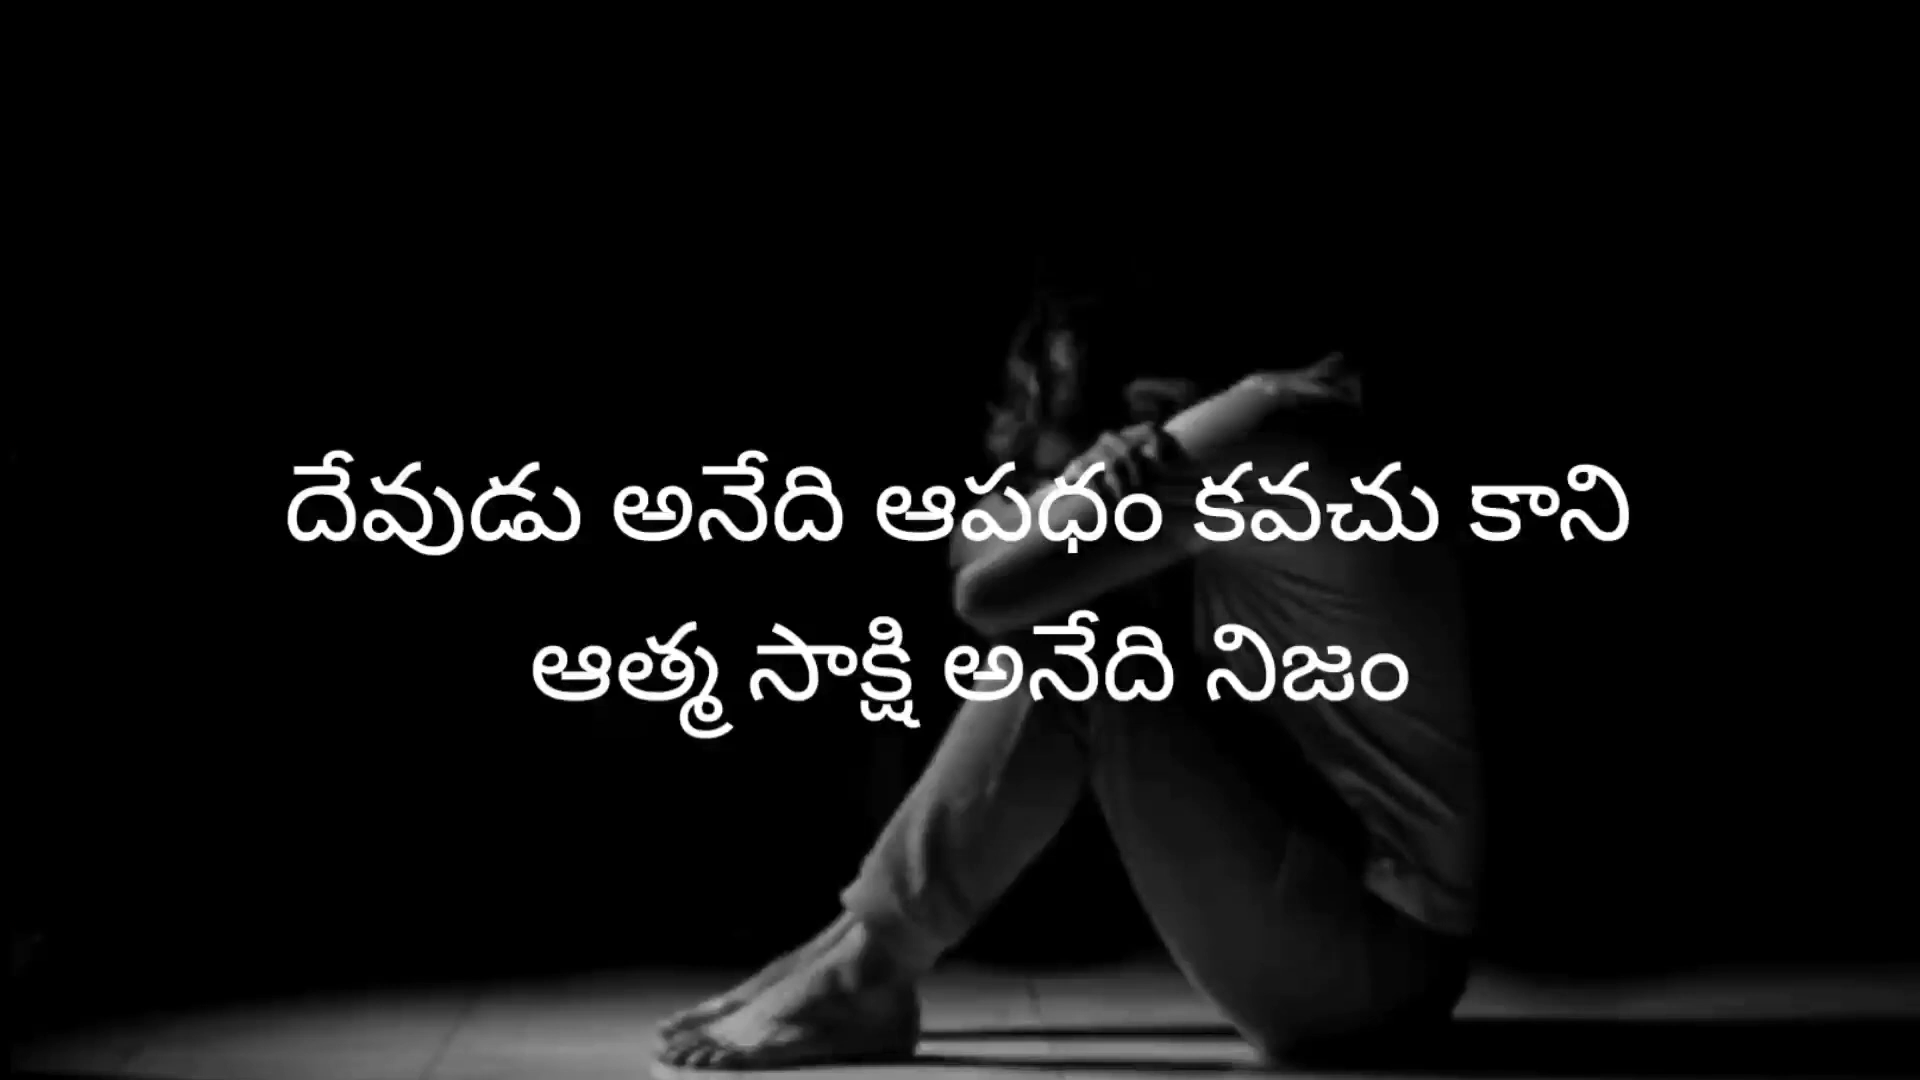 దేవుడు అనేది ఆపధం కవచు కాని
ఆత్మ సాక్షి అనేది నిజం